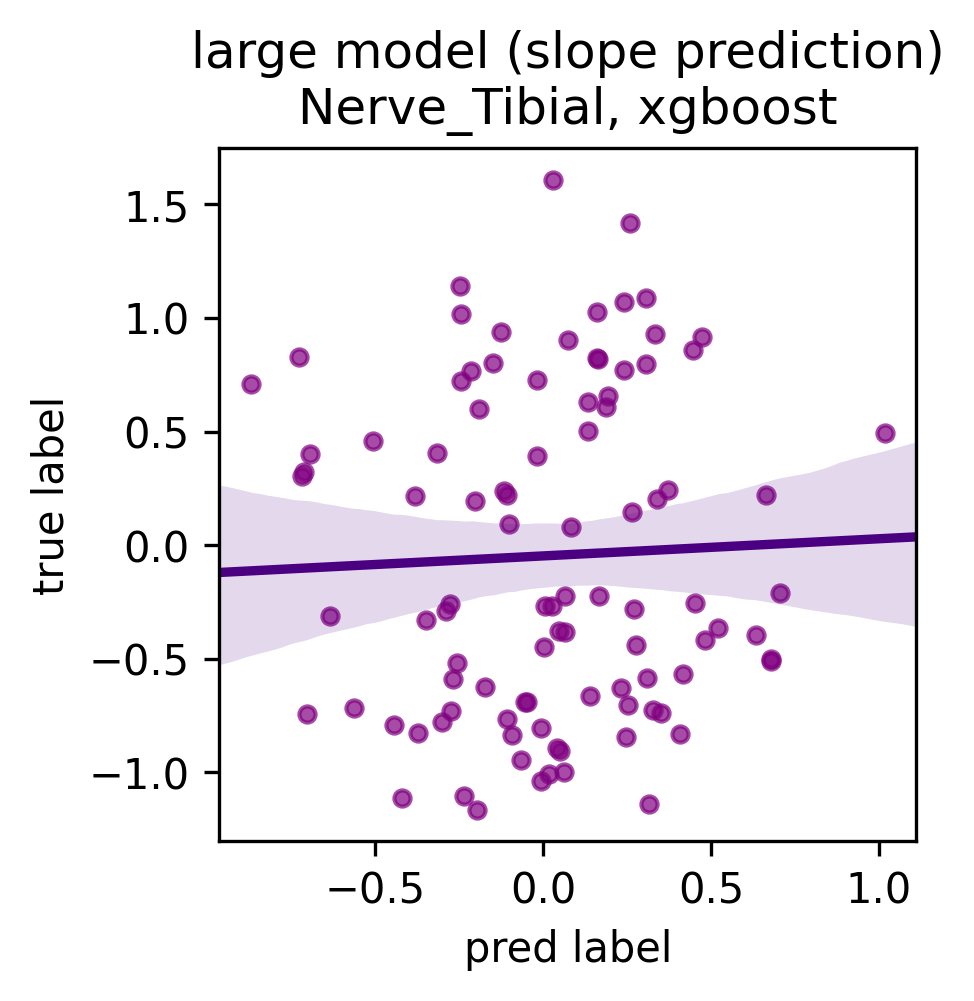 large model (slope prediction)
Nerve_Tibial, xgboost
1.5
1.0
0.5
0.0
−0.5
−1.0
true label
−0.5 0.0 0.5 1.0
pred label